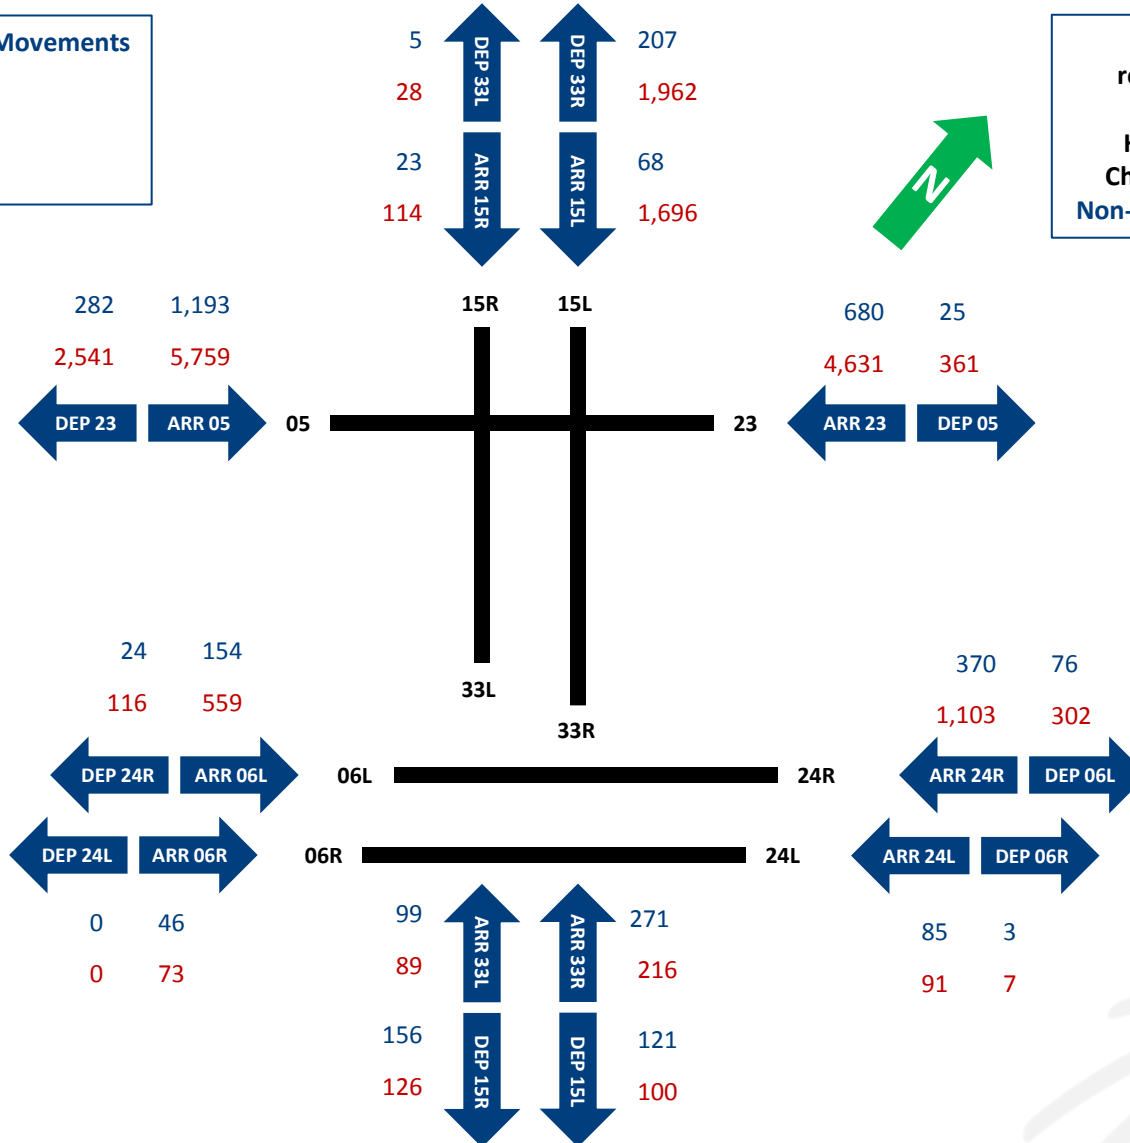 Movements
5
DEP 33L
DEP 33R
207
28
1,962
23
ARR 15R
ARR 15L
68
114
1,696
N
Non-
282 1,193
15R 15L
680 25
2,541 5,759
4,631 361
DEP 23 ARR 05
05
23
ARR 23 DEP 05
24 154
370 76
116 559
33L
1,103 302
33R
DEP 24R ARR 06L
06L
24R
ARR 24R DEP 06L
DEP 24L ARR 06R
06R
24L
ARR 24L DEP 06R
0 46
99
ARR 33L
ARR 33R
271
85 3
0 73
89
216
91 7
156
DEP 15R
DEP 15L
121
126
100